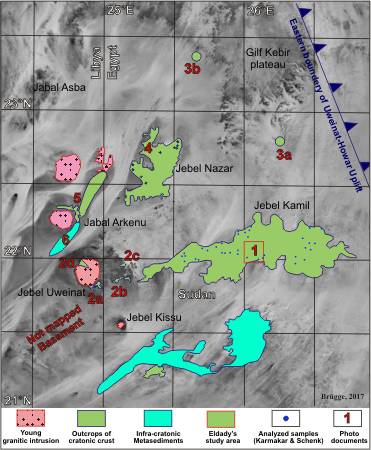 25°E
26°E
Libya
Egypt
Gilf Kebir
plateau
3b
Eastern boundary of Uweinat-Howar Uplift
Jabal Asba
23°N
4
3a
Jebel Nazar
5
Jebel Kamil
Jabal Arkenu
6
22°N
1
2c
2d
2b
2a
Jebel Uweinat
Sudan
Not mapped
Bassment
Jebel Kissu
Brügge, 2017
21°N
1
Young
granitic intrusion
Outcrops of
cratonic crust
Infra-cratonic
Metasediments
Eldady's
study area
Analyzed samples
(Karmakar & Schenk)
Photo
documents